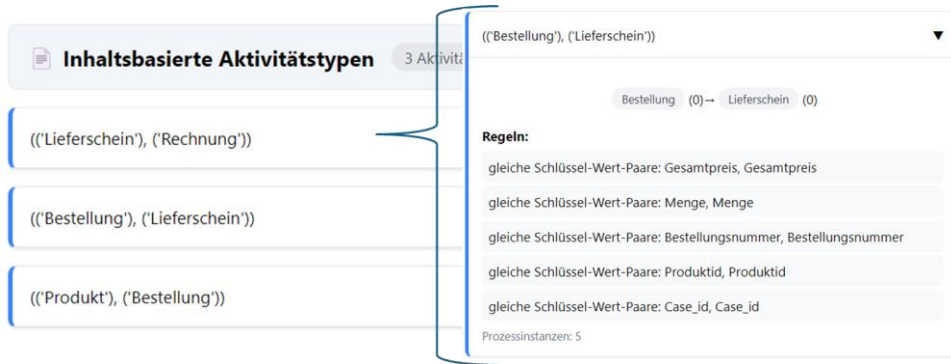 Inhaltsbasierte Aktivitätstypen
(('Lieferschein'), ('Rechnung'))
(('Bestellung'), ('Lieferschein'))
(('Produkt'), ('Bestellung'))
(('Bestellung'), ('Lieferschein')) ▼
Bestellung (0)→ Lieferschein (0)
Regeln:
gleiche Schlüssel-Wert-Paare: Gesamtpreis, Gesamtpreis
gleiche Schlüssel-Wert-Paare: Menge, Menge
gleiche Schlüssel-Wert-Paare: Bestellungsnummer, Bestellungsnummer
gleiche Schlüssel-Wert-Paare: Produktid, Produktid
gleiche Schlüssel-Wert-Paare: Case_id, Case_id
Prozessinstanzen: 5